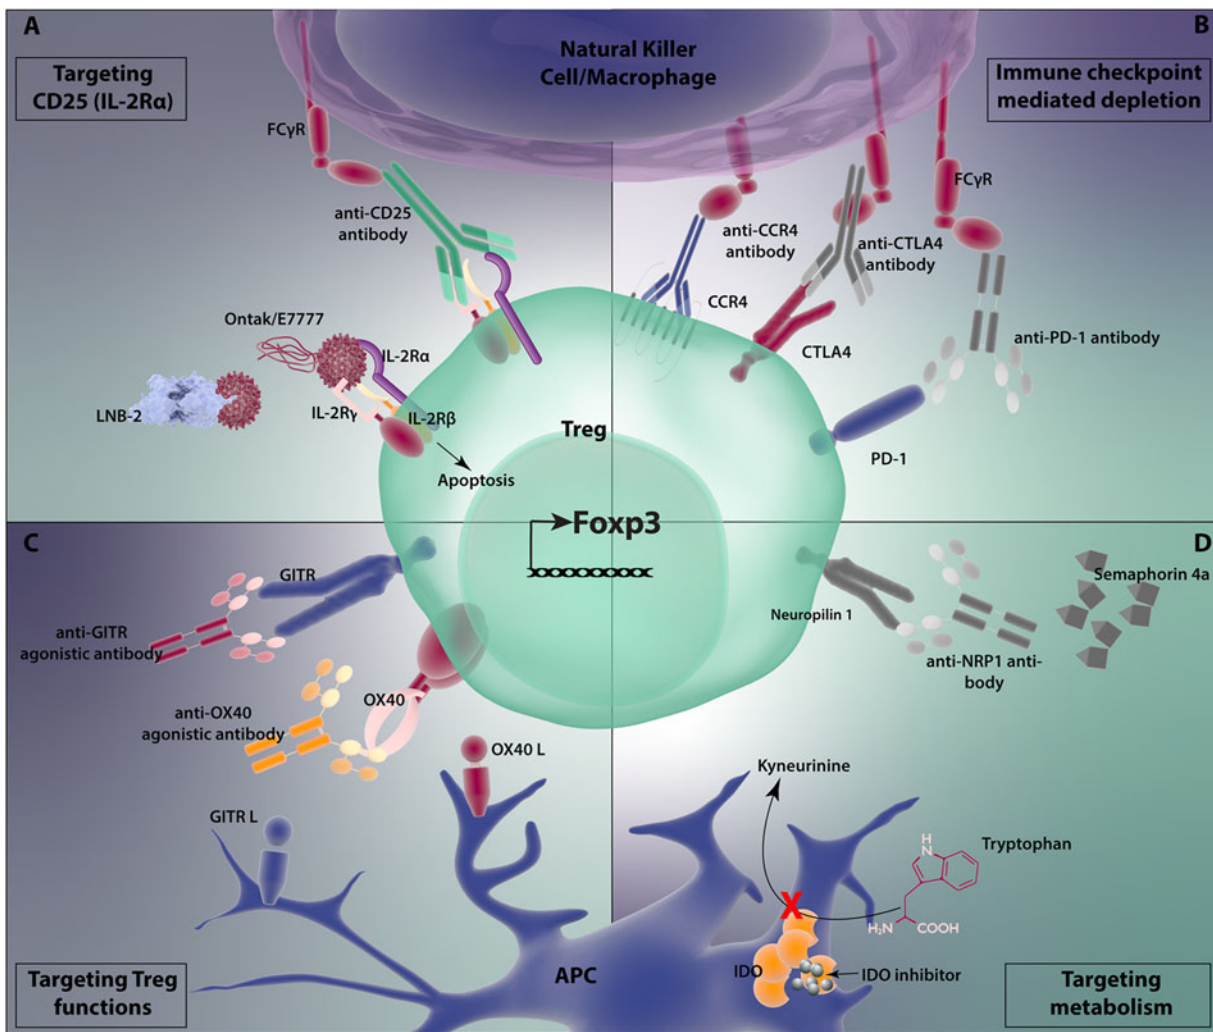 A
Targeting
CD25 (IL-2Rα)
Natural Killer
Cell/Macrophage
B
Immune checkpoint
mediated depletion
FCγR
anti-CD25
antibody
Ontak/E7777
IL-2Rα
LNB-2
IL-2Rγ
IL-2Rβ
Apoptosis
anti-CCR4
antibody
FCγR
anti-CTLA4
antibody
CCR4
CTLA4
anti-PD-1 antibody
PD-1
Treg
Foxp3
C
GITR
anti-GITR
agonistic antibody
OX40
anti-OX40
agonistic antibody
OX40 L
GITR L
Targeting Treg
functions
APC
D
Semaphorin 4a
Neuropilin 1
anti-NRP1 anti-
body
Kyneurinine
Tryptophan
H
N
H₂N
COOH
X
IDO
IDO inhibitor
Targeting
metabolism